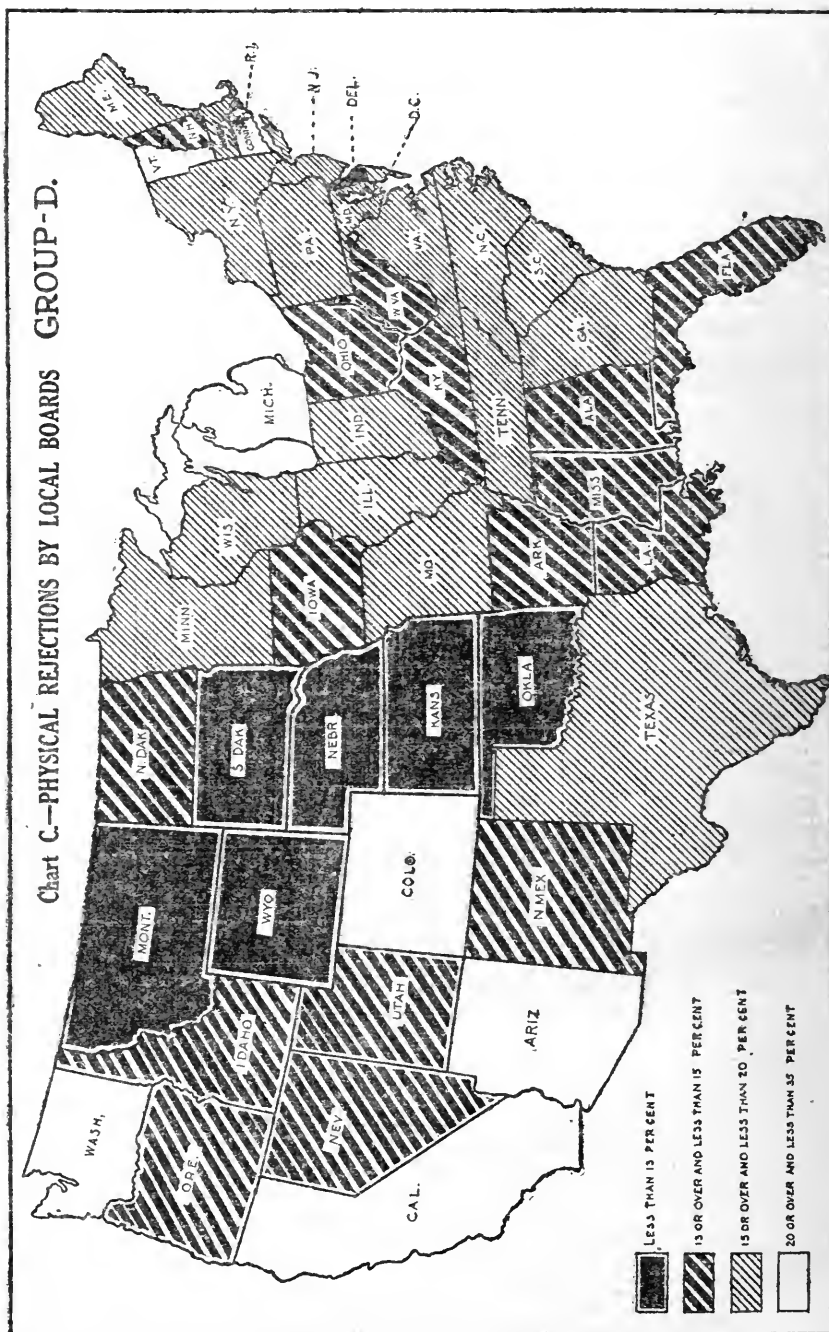 Chart C.—PHYSICAL REJECTIONS BY LOCAL BOARDS GROUP-D.
WASH.
ORE.
CAL.
IDAHO
NEV.
UTAH
ARIZ
MONT.
WYO
COLO.
N MEX
N. DAK
S. DAK
NEBR
KANS
OKLA
TEXAS
MINN.
IOWA
MO.
ARK
LA.
WIS
ILL.
MICH.
IND
OHIO
KY.
TENN
MISS
ALA
GA.
FLA
S.C.
N.C.
VA.
W.VA
MD.
PA.
N.Y.
VT.
N.H.
ME.
CONN.
R.I.
N.J.
DEL.
D.C.
LESS THAN 13 PER CENT
13 OR OVER AND LESS THAN 15 PER CENT
15 OR OVER AND LESS THAN 20 PER CENT
20 OR OVER AND LESS THAN 35 PER CENT